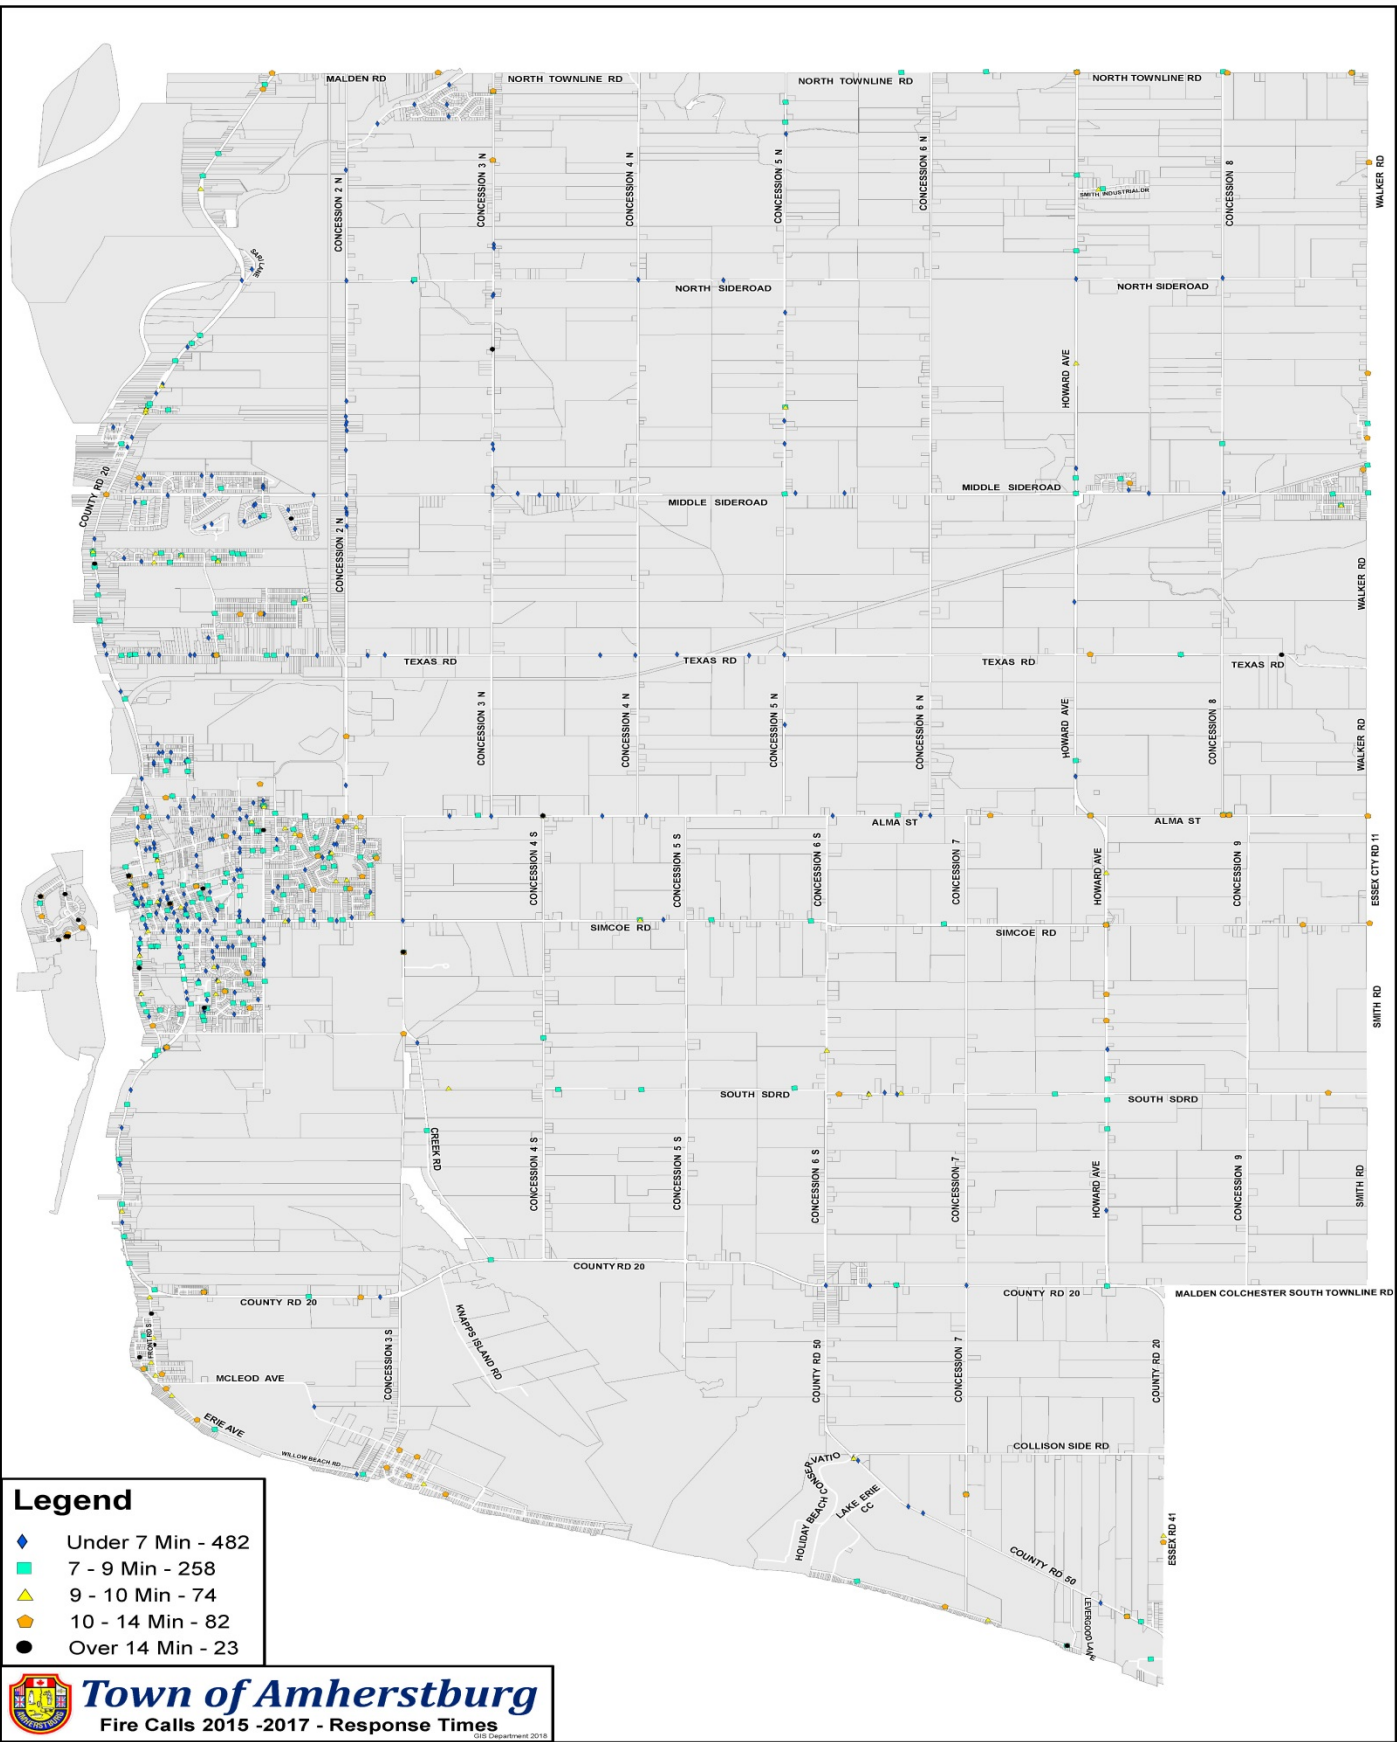 MALDEN RD
NORTH TOWNLINE RD
NORTH TOWNLINE RD
NORTH TOWNLINE RD
CONCESSION 2 N
CONCESSION 3 N
CONCESSION 4 N
CONCESSION 5 N
CONCESSION 6 N
SMITH INDUSTRIAL DR
CONCESSION 8
WALKER RD
NORTH SIDEROAD
NORTH SIDEROAD
HOWARD AVE
COUNTY RD 20
MIDDLE SIDEROAD
MIDDLE SIDEROAD
CONCESSION 2 N
WALKER RD
TEXAS RD
TEXAS RD
TEXAS RD
TEXAS RD
CONCESSION 3 N
CONCESSION 4 N
CONCESSION 5 N
CONCESSION 6 N
HOWARD AVE
CONCESSION 8
WALKER RD
ALMA ST
ALMA ST
CONCESSION 4 S
CONCESSION 5 S
CONCESSION 6 S
CONCESSION 7
HOWARD AVE
CONCESSION 9
ESSEX CTY RD 11
SIMCOE RD
SIMCOE RD
SMITH RD
SOUTH SDRD
SOUTH SDRD
CREEK RD
CONCESSION 4 S
CONCESSION 5 S
CONCESSION 6 S
CONCESSION 7
HOWARD AVE
CONCESSION 9
SMITH RD
COUNTY RD 20
COUNTY RD 20
COUNTY RD 20
MALDEN COLCHESTER SOUTH TOWNLINE RD
FRONT RD S
MCLEOD AVE
CONCESSION 3 S
KNAPPS ISLAND RD
COUNTY RD 50
CONCESSION 7
COUNTY RD 20
ERIE AVE
WILLOW BEACH RD
COLLISON SIDE RD
HOLIDAY BEACH CONSERVATIO
LAKE ERIE
CC
COUNTY RD 50
ESSEX RD 41
Legend
Under 7 Min - 482
7 - 9 Min - 258
9 - 10 Min - 74
10 - 14 Min - 82
Over 14 Min - 23
AMHERSTBURG
Town of Amherstburg
Fire Calls 2015 -2017 - Response Times
GIS Department 2018